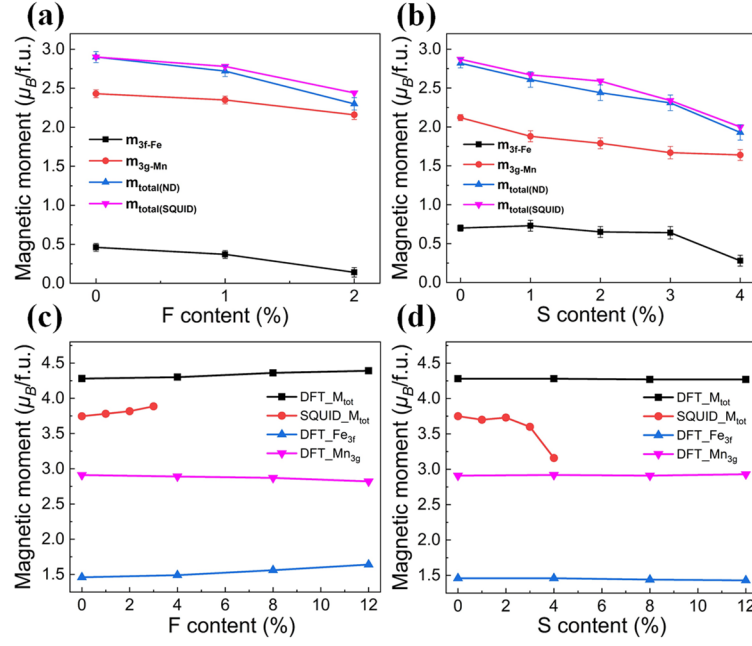 (a)
Magnetic moment (μB/f.u.)
3.0
2.5
2.0
1.5
1.0
0.5
0.0
m3f-Fe
m3g-Mn
mtotal(ND)
mtotal(SQUID)
0 1 2
F content (%)
(b)
Magnetic moment (μB/f.u.)
3.0
2.5
2.0
1.5
1.0
0.5
0.0
m3f-Fe
m3g-Mn
mtotal(ND)
mtotal(SQUID)
0 1 2 3 4
S content (%)
(c)
Magnetic moment (μB/f.u.)
4.5
4.0
3.5
3.0
2.5
2.0
1.5
DFT_Mtot
SQUID_Mtot
DFT_Fe3f
DFT_Mn3g
0 2 4 6 8 10 12
F content (%)
(d)
Magnetic moment (μB/f.u.)
4.5
4.0
3.5
3.0
2.5
2.0
1.5
DFT_Mtot
SQUID_Mtot
DFT_Fe3f
DFT_Mn3g
0 2 4 6 8 10 12
S content (%)